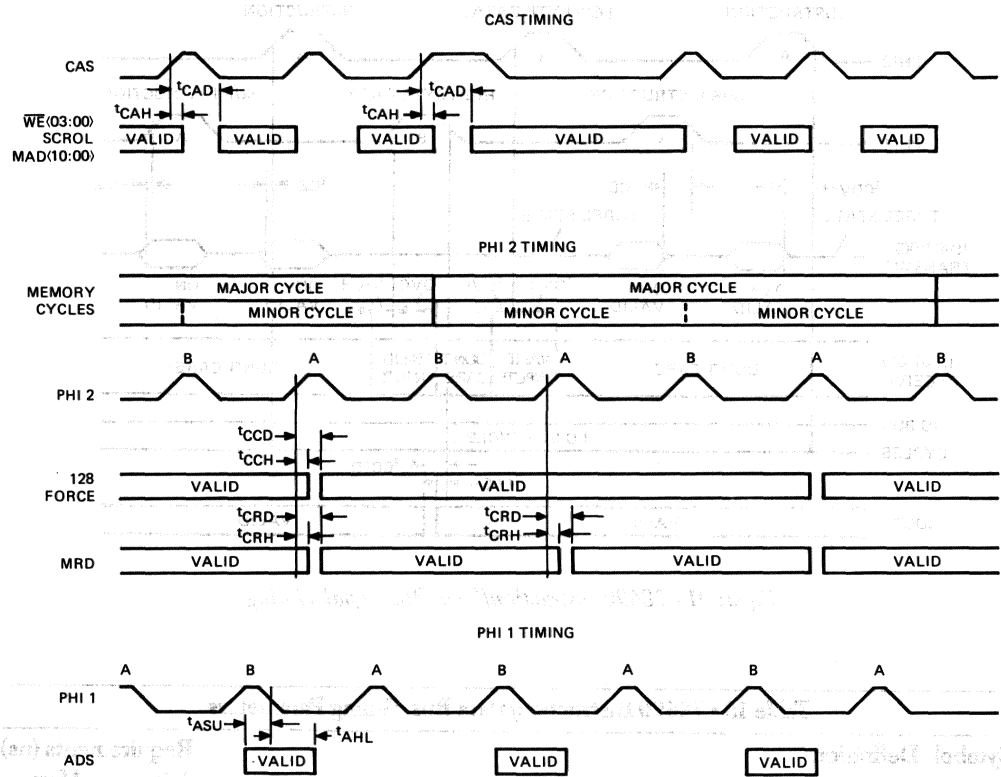 CAS TIMING
CAS
tCAD
tCAD
tCAH
tCAH
WE⟨03:00⟩
SCROL
MAD⟨10:00⟩
VALID VALID VALID VALID VALID VALID
PHI 2 TIMING
MEMORY
CYCLES
MAJOR CYCLE MAJOR CYCLE
MINOR CYCLE MINOR CYCLE MINOR CYCLE
B A B A B A B
PHI 2
tCCD
tCCH
128
FORCE
VALID VALID VALID
tCRD tCRD
tCRH tCRH
MRD
VALID VALID VALID VALID
PHI 1 TIMING
A B A B A B A
PHI 1
tASU
tAHL
ADS
VALID VALID VALID